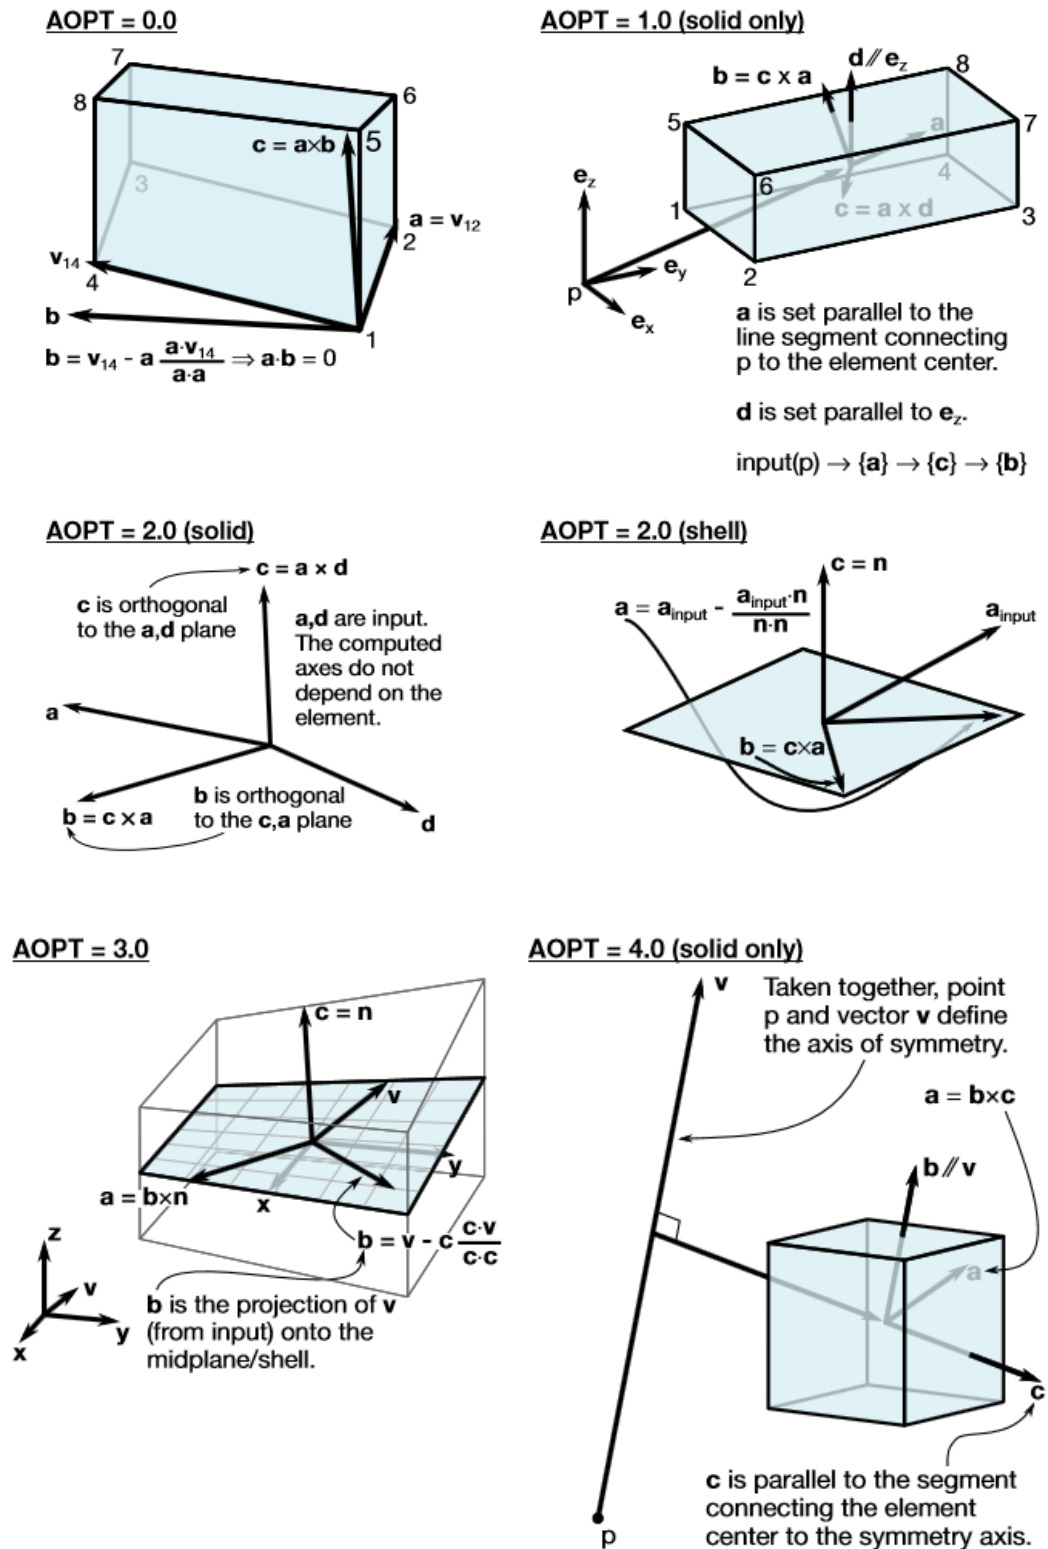 AOPT = 0.0
7
8
6
5
c = a×b
3
a = v12
2
v14
4
b
1
b = v14 - a a·v14 / a·a ⇒ a·b = 0
AOPT = 1.0 (solid only)
d // ez
b = c x a
8
5
a
7
6
4
ez
1
c = a x d
3
2
ey
p
ex
a is set parallel to the
line segment connecting
p to the element center.
d is set parallel to ez.
input(p) → {a} → {c} → {b}
AOPT = 2.0 (solid)
c = a × d
c is orthogonal
to the a,d plane
a,d are input.
The computed
axes do not
depend on the
element.
a
b = c x a
b is orthogonal
to the c,a plane
d
AOPT = 2.0 (shell)
c = n
a = ainput - ainput·n / n·n
ainput
b = c×a
AOPT = 3.0
c = n
v
y
a = b×n
x
b = v - c c·v / c·c
z
v
y
x
b is the projection of v
(from input) onto the
midplane/shell.
AOPT = 4.0 (solid only)
v
Taken together, point
p and vector v define
the axis of symmetry.
a = b×c
b // v
a
c
c is parallel to the segment
connecting the element
center to the symmetry axis.
p